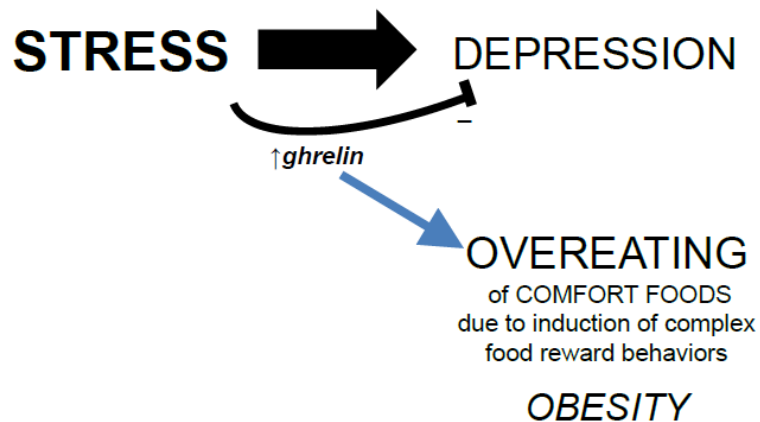 STRESS
DEPRESSION
–
↑ghrelin
OVEREATING
of COMFORT FOODS
due to induction of complex
food reward behaviors
OBESITY